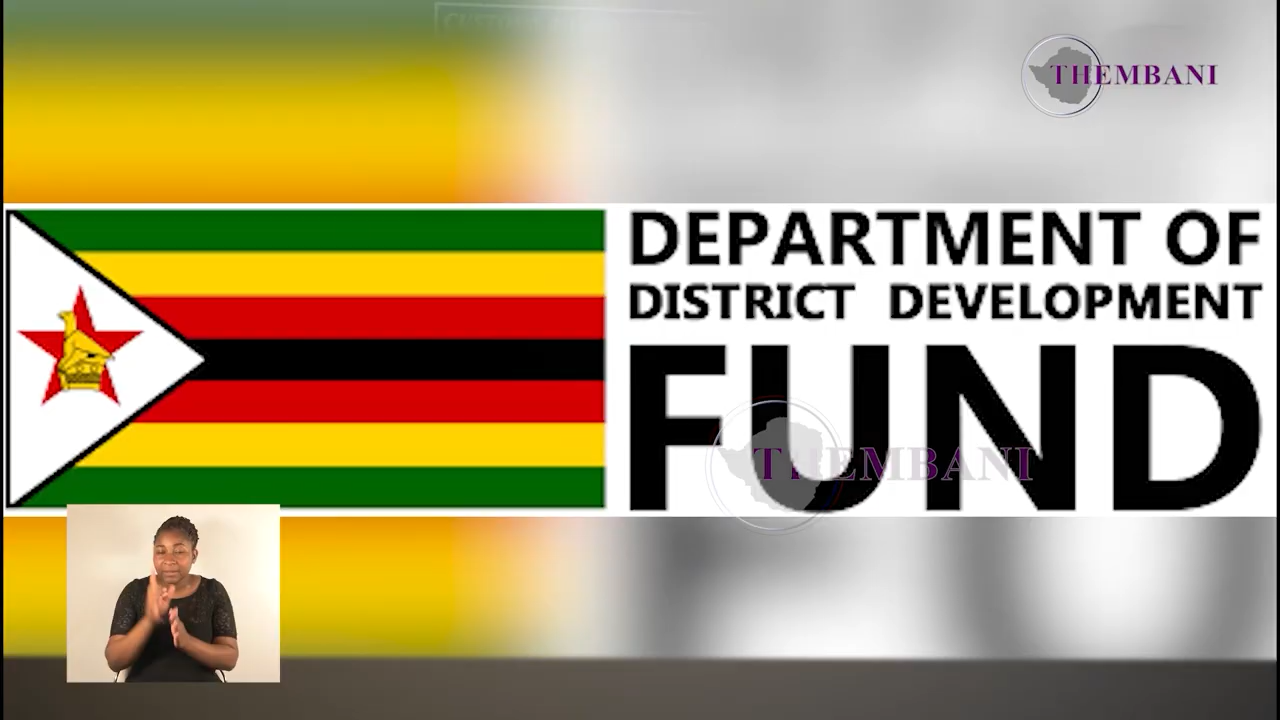 THEMBANI
DEPARTMENT OF
DISTRICT DEVELOPMENT
FUND
THEMBANI